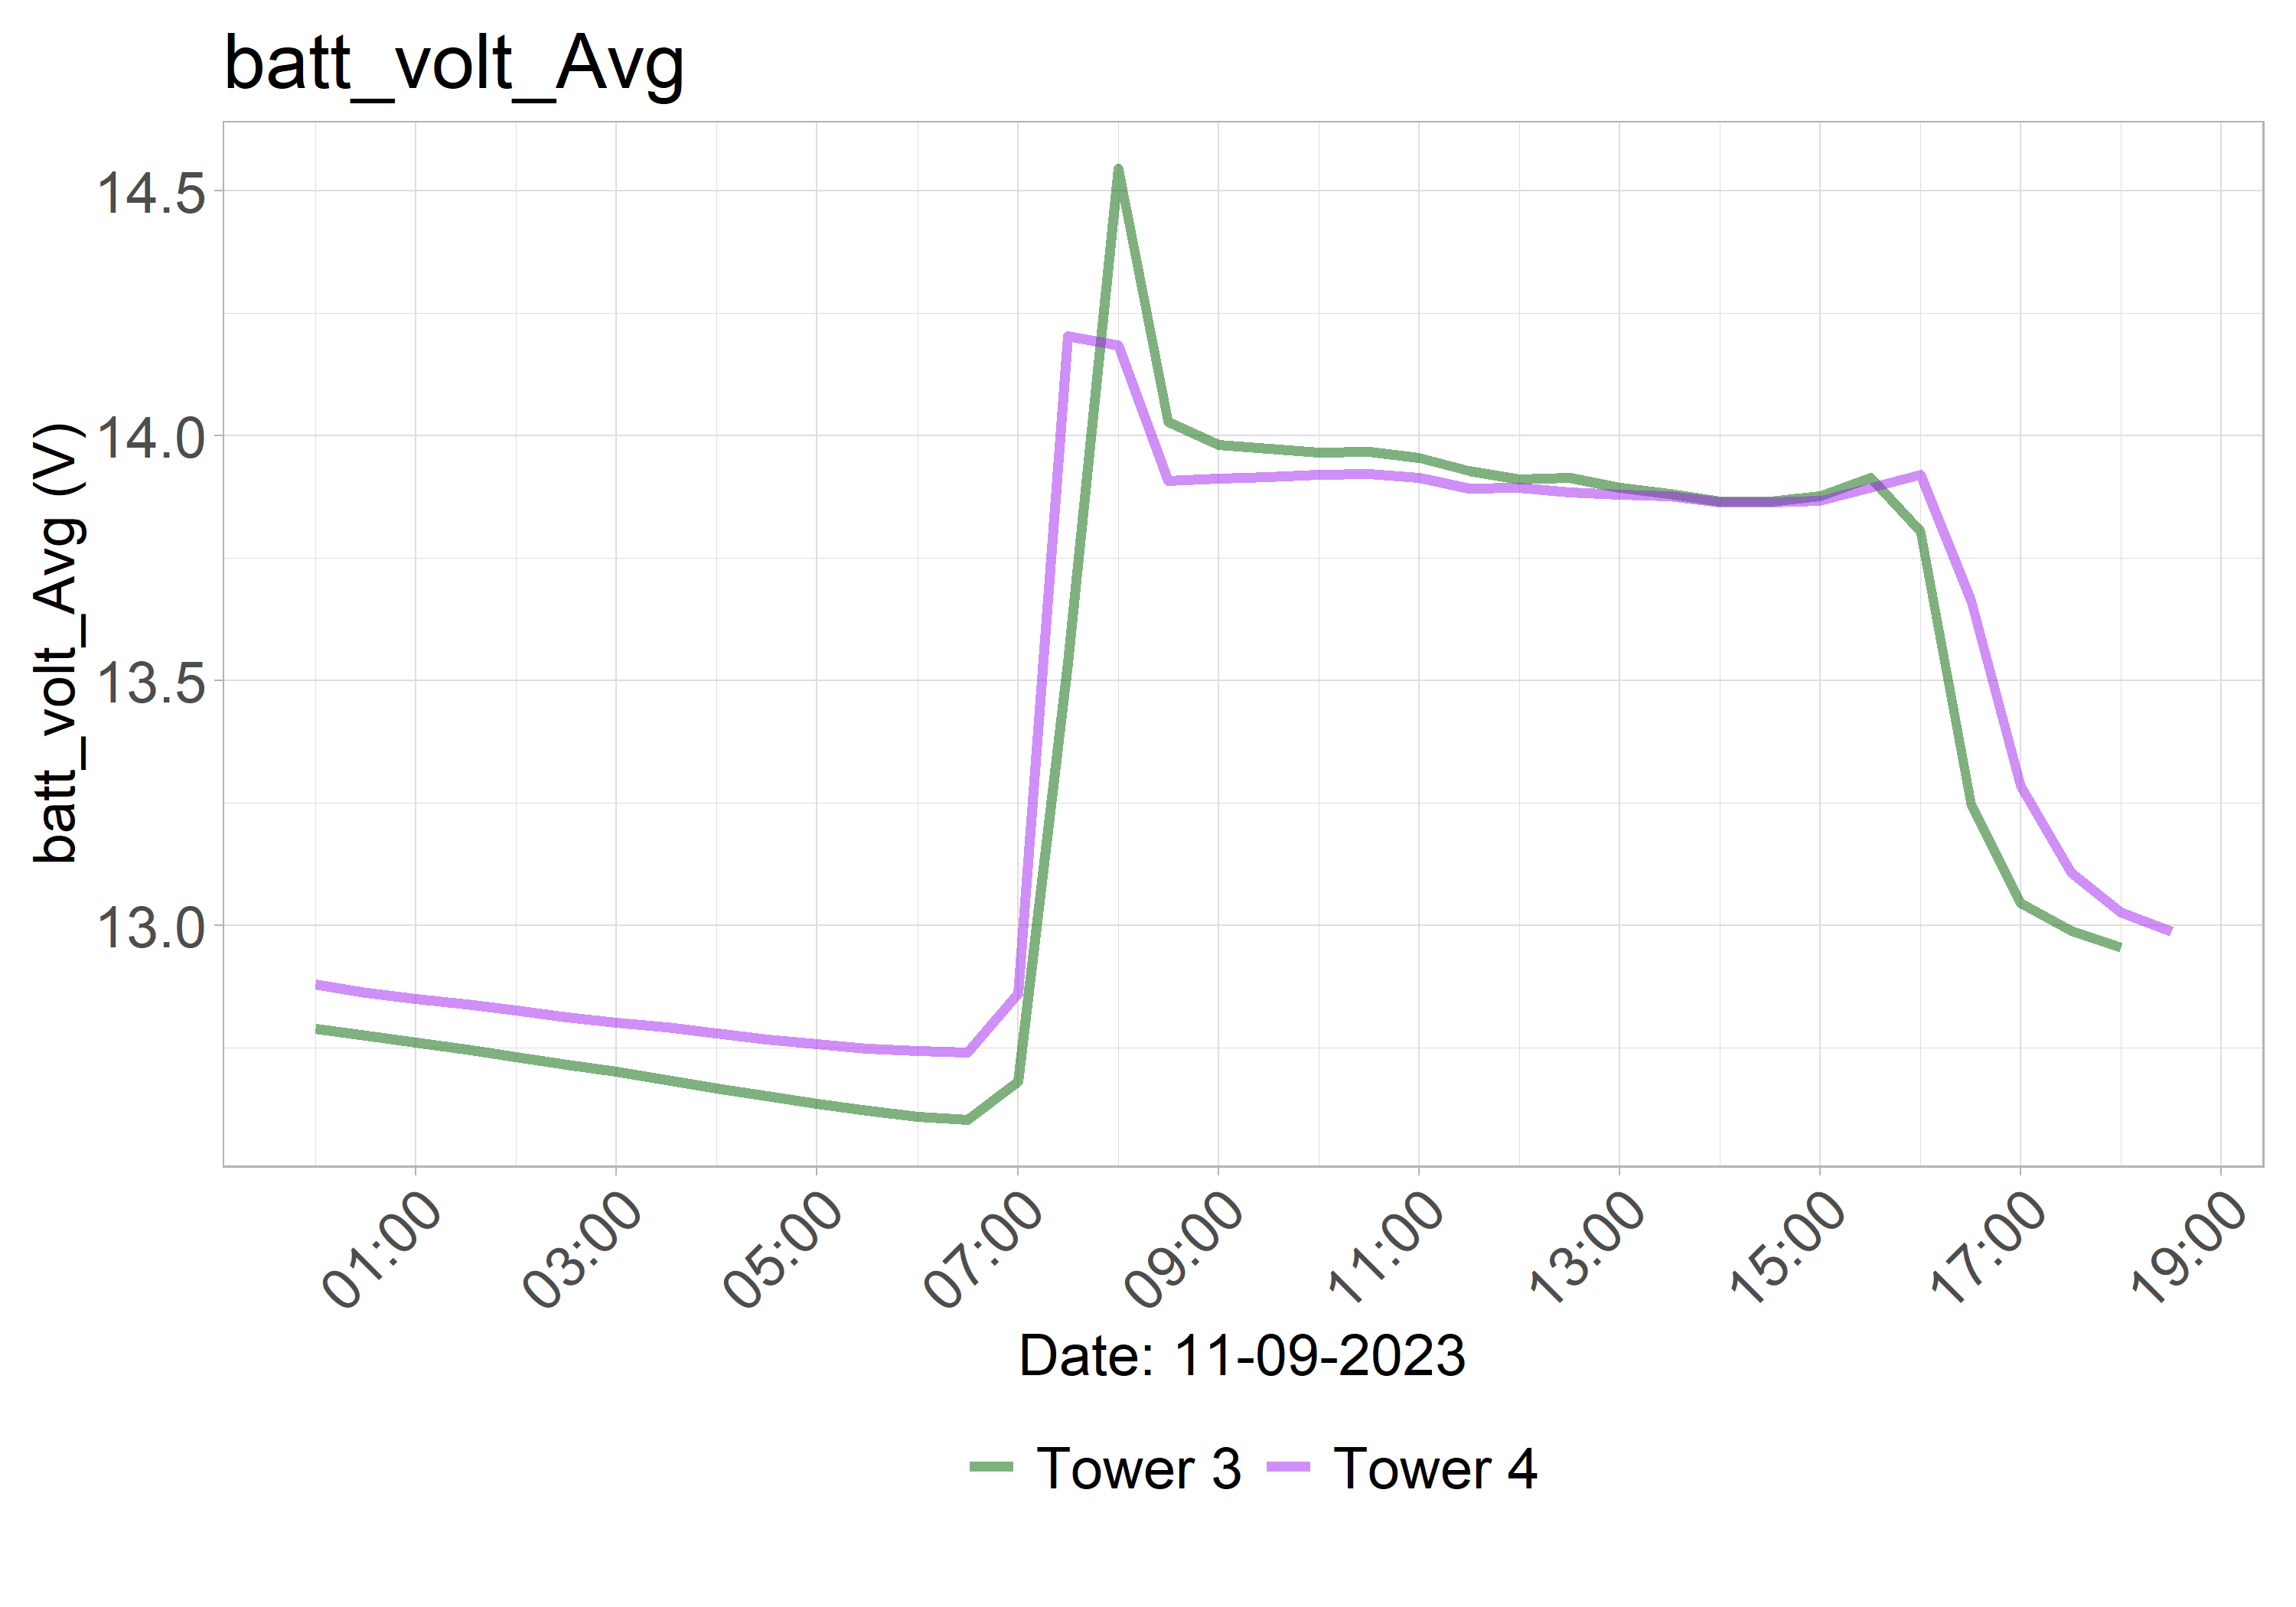 batt_volt_Avg
batt_volt_Avg (V)
14.5
14.0
13.5
13.0
01:00 03:00 05:00 07:00 09:00 11:00 13:00 15:00 17:00 19:00
Date: 11-09-2023
Tower 3 Tower 4